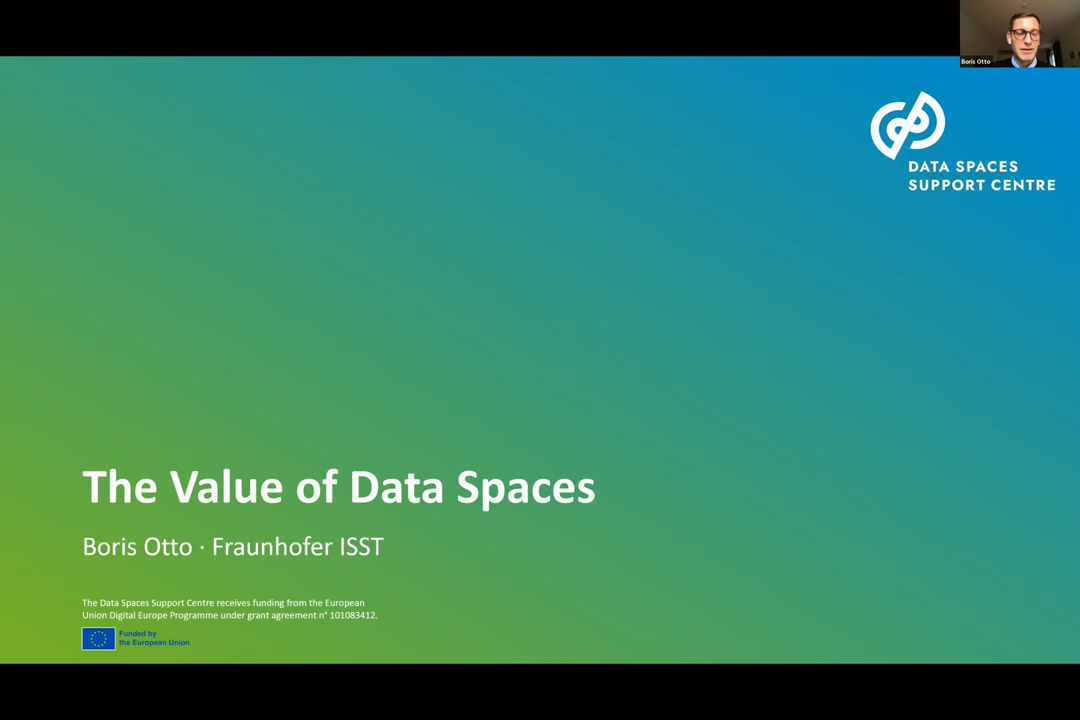 Boris Otto
DATA SPACES
SUPPORT CENTRE
The Value of Data Spaces
Boris Otto · Fraunhofer ISST
The Data Spaces Support Centre receives funding from the European
Union Digital Europe Programme under grant agreement n° 101083412.
Funded by
the European Union